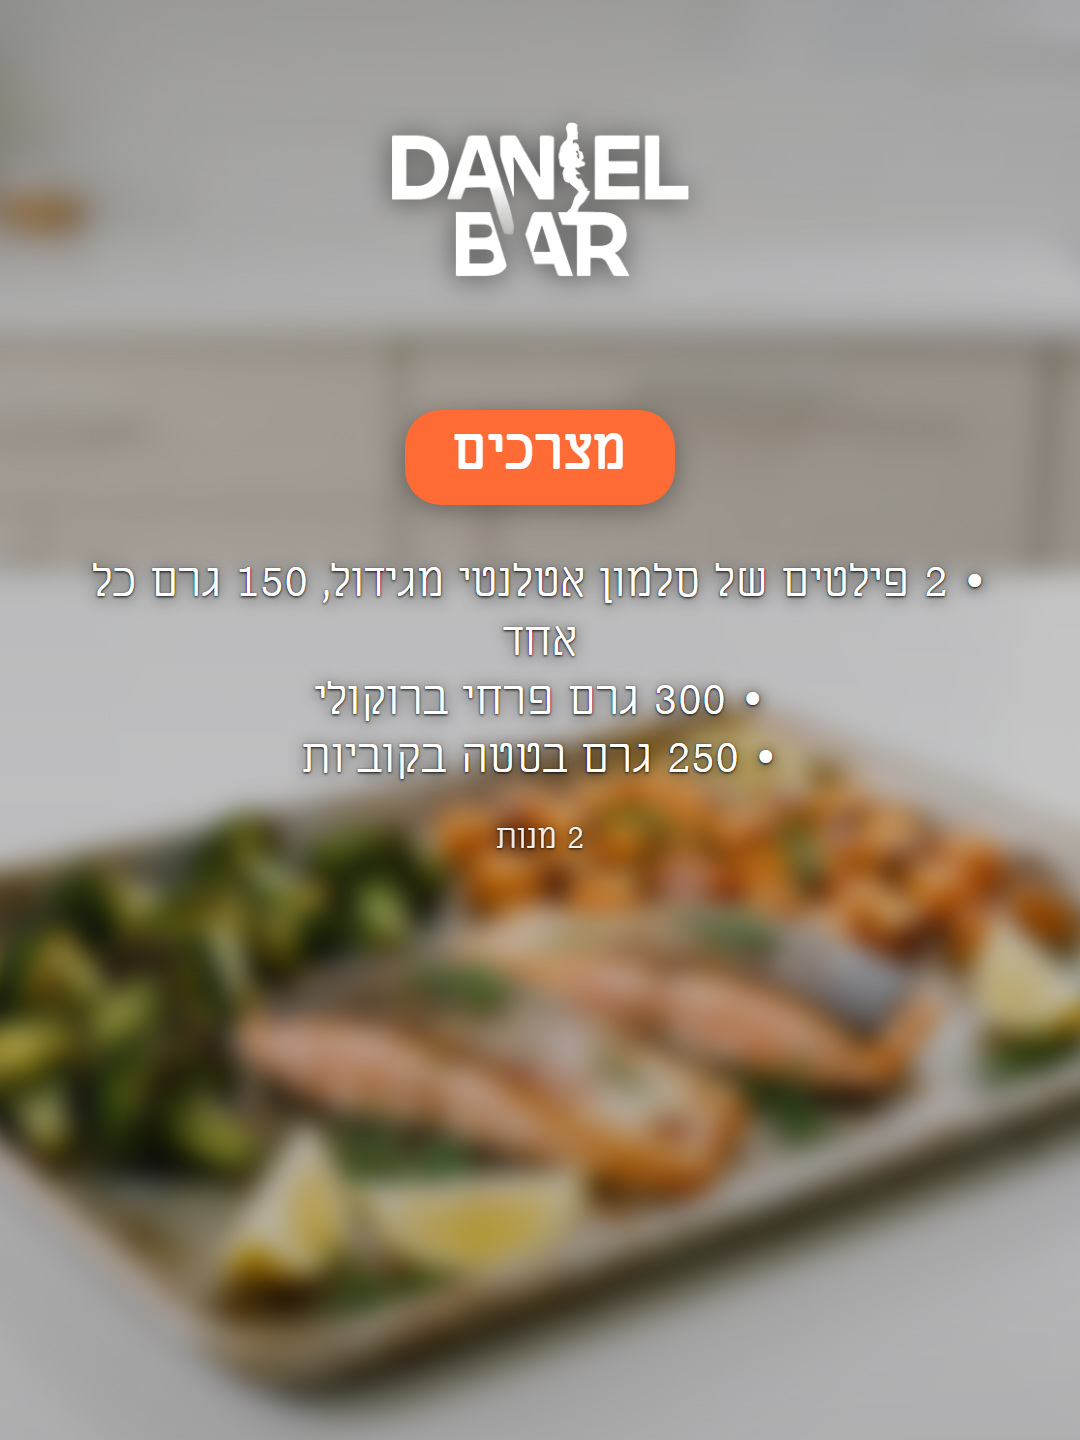 DANIEL
BAR
מצרכים
• 2 פילטים של סלמון אטלנטי מגידול, 150 גרם כל
אחד
• 300 גרם פרחי ברוקולי
• 250 גרם בטטה בקוביות
2 מנות